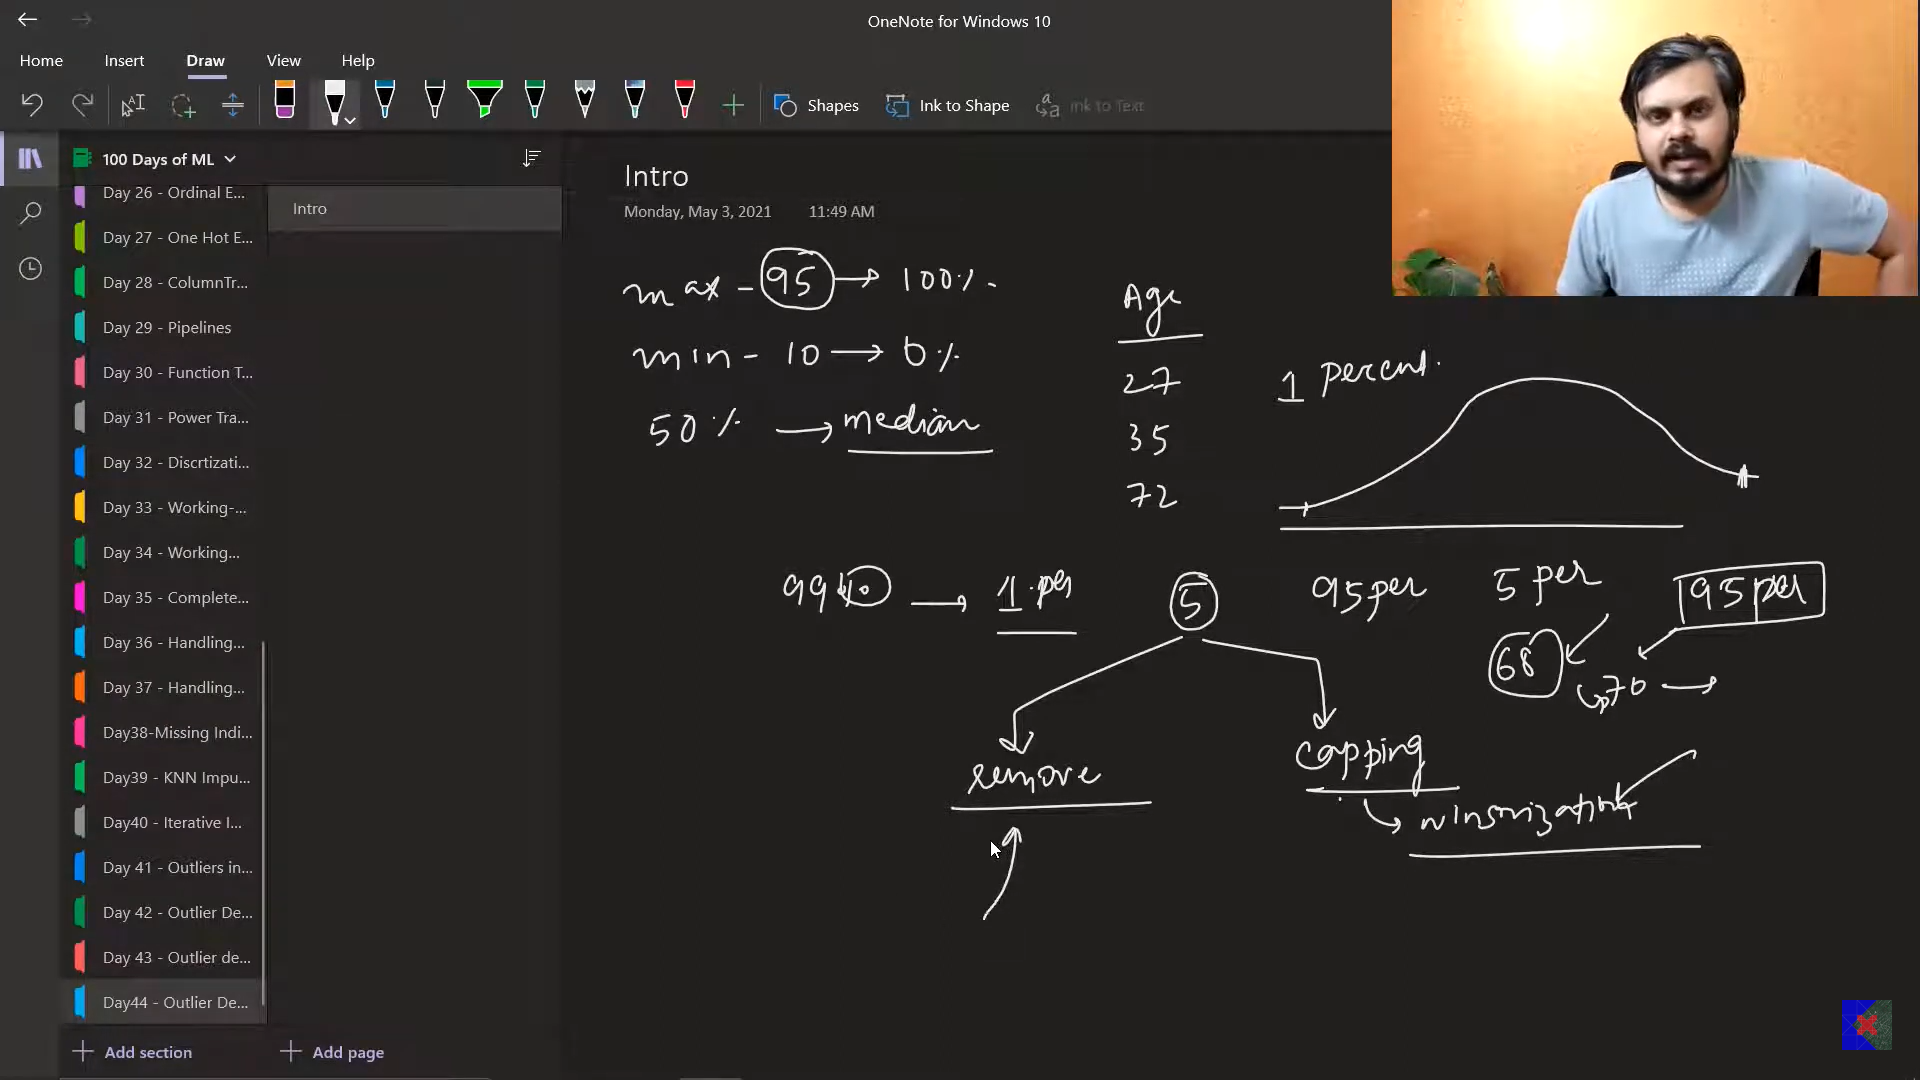 OneNote for Windows 10
Home Insert Draw View Help
Shapes Ink to Shape Ink to Text
100 Days of ML
Day 26 - Ordinal E...
Day 27 - One Hot E...
Day 28 - ColumnTr...
Day 29 - Pipelines
Day 30 - Function T...
Day 31 - Power Tra...
Day 32 - Discrtizati...
Day 33 - Working-...
Day 34 - Working...
Day 35 - Complete...
Day 36 - Handling...
Day 37 - Handling...
Day38-Missing Indi...
Day39 - KNN Impu...
Day40 - Iterative I...
Day 41 - Outliers in...
Day 42 - Outlier De...
Day 43 - Outlier de...
Day44 - Outlier De...
Add section
Intro
Add page
Intro
Monday, May 3, 2021 11:49 AM
max - 95 → 100%.
min - 10 → 0%
50% → median
Age
27
35
72
1 percent.
1 per 5 95per 5 per 95 per
68
70 →
remove
capping